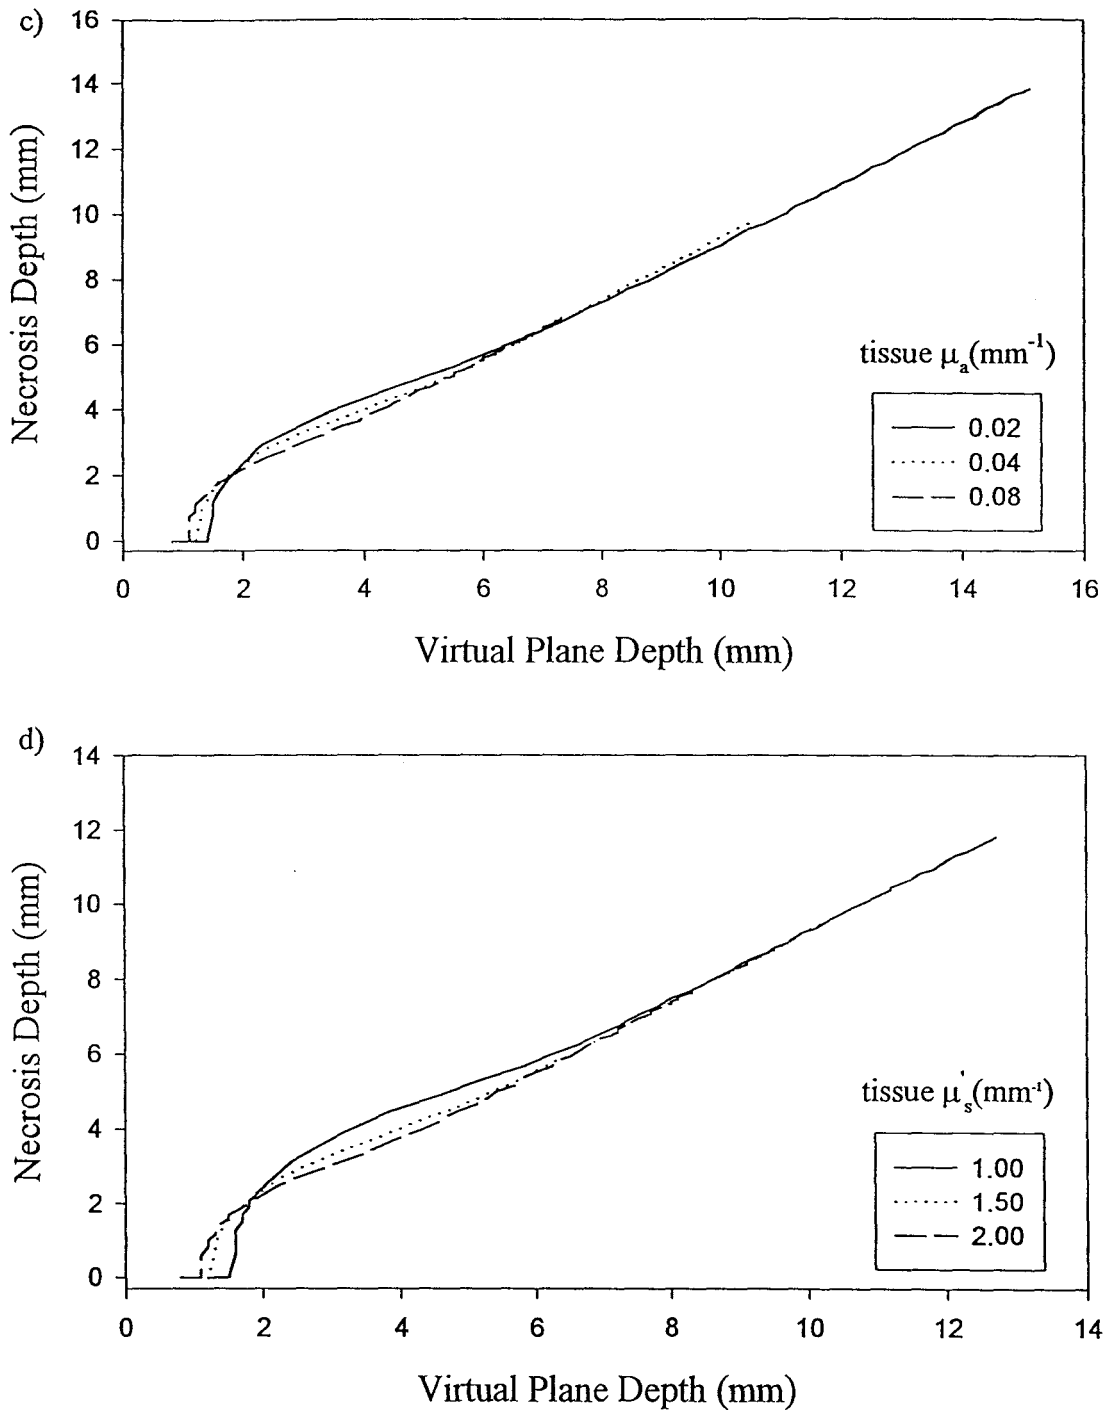 c)
16
14
12
10
8
6
4
2
0
Necrosis Depth (mm)
tissue μa(mm-1)
0.02
0.04
0.08
0 2 4 6 8 10 12 14 16
Virtual Plane Depth (mm)
d)
14
12
10
8
6
4
2
0
Necrosis Depth (mm)
tissue μ's(mm-1)
1.00
1.50
2.00
0 2 4 6 8 10 12 14
Virtual Plane Depth (mm)